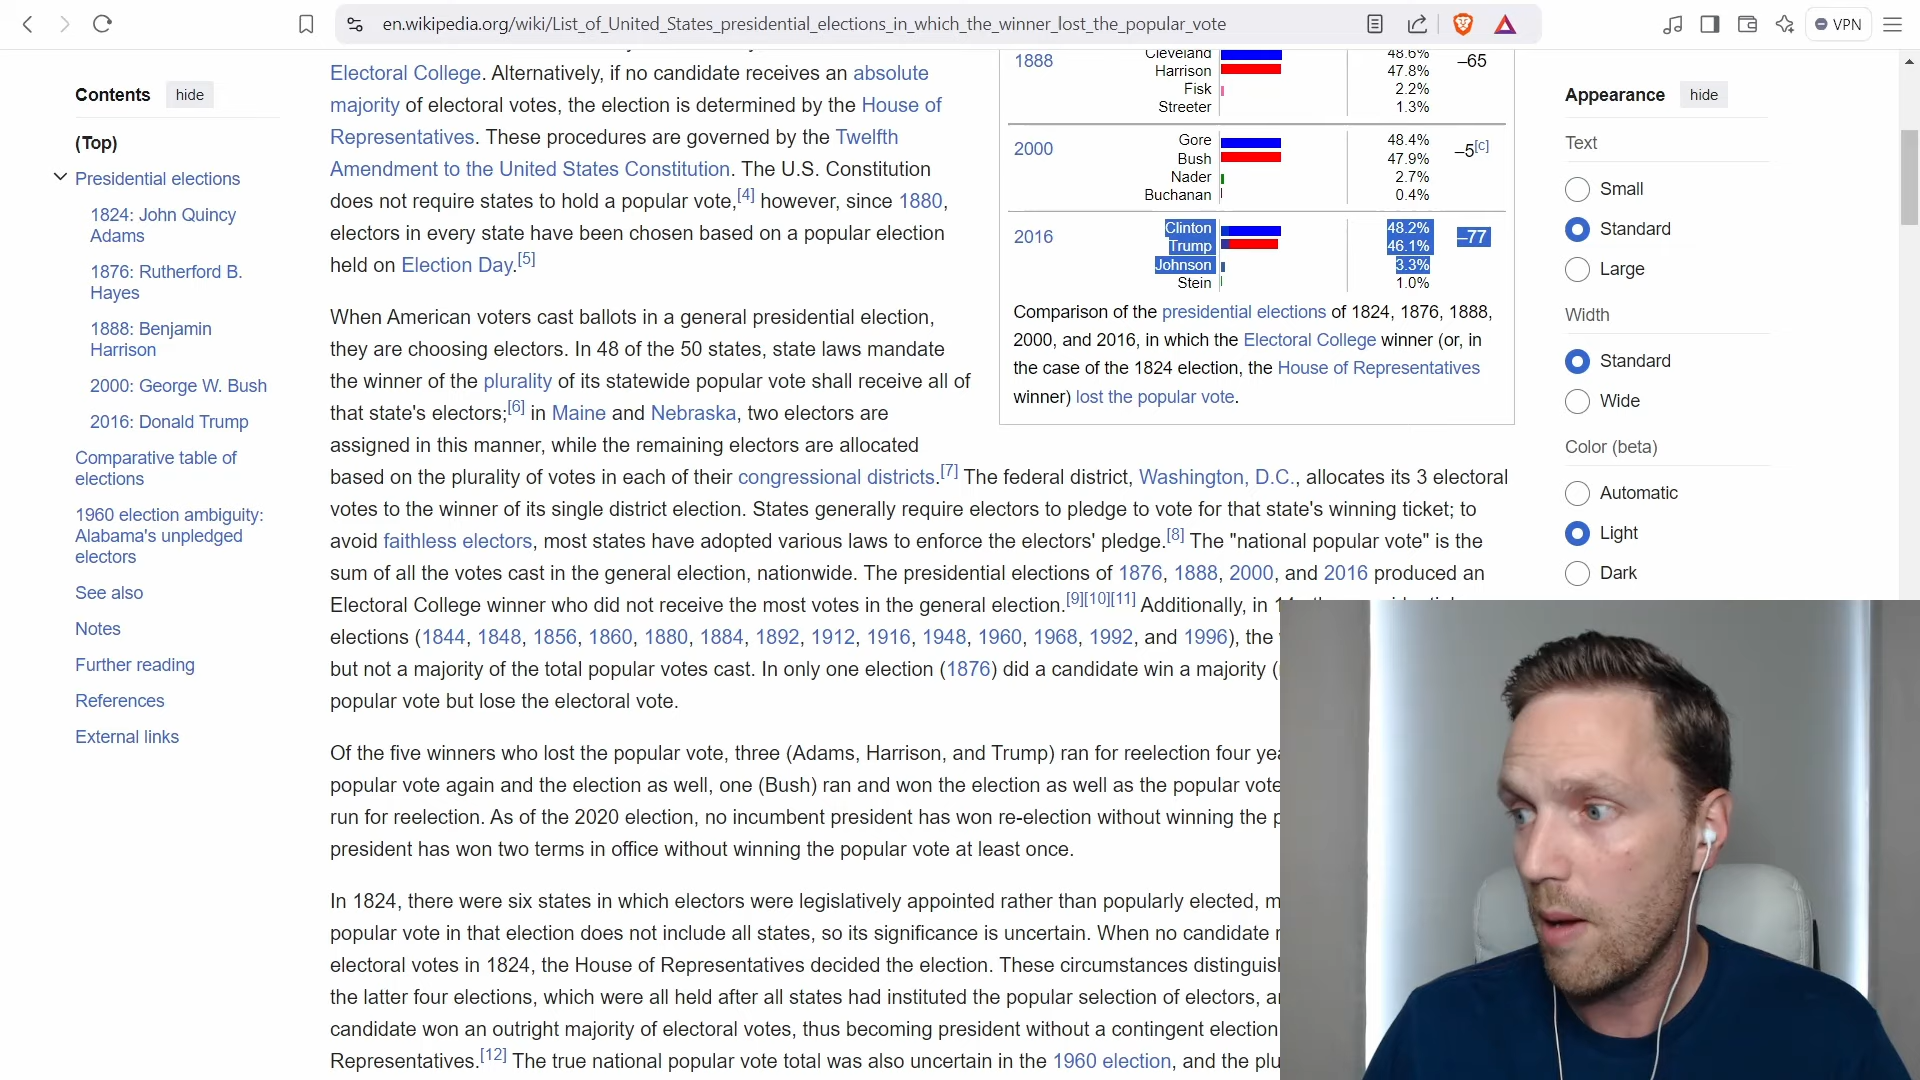 en.wikipedia.org/wiki/List_of_United_States_presidential_elections_in_which_the_winner_lost_the_popular_vote
VPN
Contents
hide
(Top)
Presidential elections
1824: John Quincy
Adams
1876: Rutherford B.
Hayes
1888: Benjamin
Harrison
2000: George W. Bush
2016: Donald Trump
Comparative table of
elections
1960 election ambiguity:
Alabama's unpledged
electors
See also
Notes
Further reading
References
External links
Electoral College. Alternatively, if no candidate receives an absolute
majority of electoral votes, the election is determined by the House of
Representatives. These procedures are governed by the Twelfth
Amendment to the United States Constitution. The U.S. Constitution
does not require states to hold a popular vote,[4] however, since 1880,
electors in every state have been chosen based on a popular election
held on Election Day.[5]
When American voters cast ballots in a general presidential election,
they are choosing electors. In 48 of the 50 states, state laws mandate
the winner of the plurality of its statewide popular vote shall receive all of
that state's electors;[6] in Maine and Nebraska, two electors are
assigned in this manner, while the remaining electors are allocated
based on the plurality of votes in each of their congressional districts.[7] The federal district, Washington, D.C., allocates its 3 electoral
votes to the winner of its single district election. States generally require electors to pledge to vote for that state's winning ticket; to
avoid faithless electors, most states have adopted various laws to enforce the electors' pledge.[8] The "national popular vote" is the
sum of all the votes cast in the general election, nationwide. The presidential elections of 1876, 1888, 2000, and 2016 produced an
Electoral College winner who did not receive the most votes in the general election.[9][10][11] Additionally, in
elections (1844, 1848, 1856, 1860, 1880, 1884, 1892, 1912, 1916, 1948, 1960, 1968, 1992, and 1996), the
but not a majority of the total popular votes cast. In only one election (1876) did a candidate win a majority (
popular vote but lose the electoral vote.
Of the five winners who lost the popular vote, three (Adams, Harrison, and Trump) ran for reelection four
popular vote again and the election as well, one (Bush) ran and won the election as well as the popular vote
run for reelection. As of the 2020 election, no incumbent president has won re-election without winning the
president has won two terms in office without winning the popular vote at least once.
In 1824, there were six states in which electors were legislatively appointed rather than popularly elected,
popular vote in that election does not include all states, so its significance is uncertain. When no candidate
electoral votes in 1824, the House of Representatives decided the election. These circumstances
the latter four elections, which were all held after all states had instituted the popular selection of electors,
candidate won an outright majority of electoral votes, thus becoming president without a contingent election
Representatives.[12] The true national popular vote total was also uncertain in the 1960 election, and the
1888 Cleveland 48.6% –65
Harrison 47.8%
Fisk 2.2%
Streeter 1.3%
2000 Gore 48.4% –5[c]
Bush 47.9%
Nader 2.7%
Buchanan 0.4%
2016 Clinton 48.2% –77
Trump 46.1%
Johnson 3.3%
Stein 1.0%
Comparison of the presidential elections of 1824, 1876, 1888,
2000, and 2016, in which the Electoral College winner (or, in
the case of the 1824 election, the House of Representatives
winner) lost the popular vote.
Appearance
hide
Text
Small
Standard
Large
Width
Standard
Wide
Color (beta)
Automatic
Light
Dark